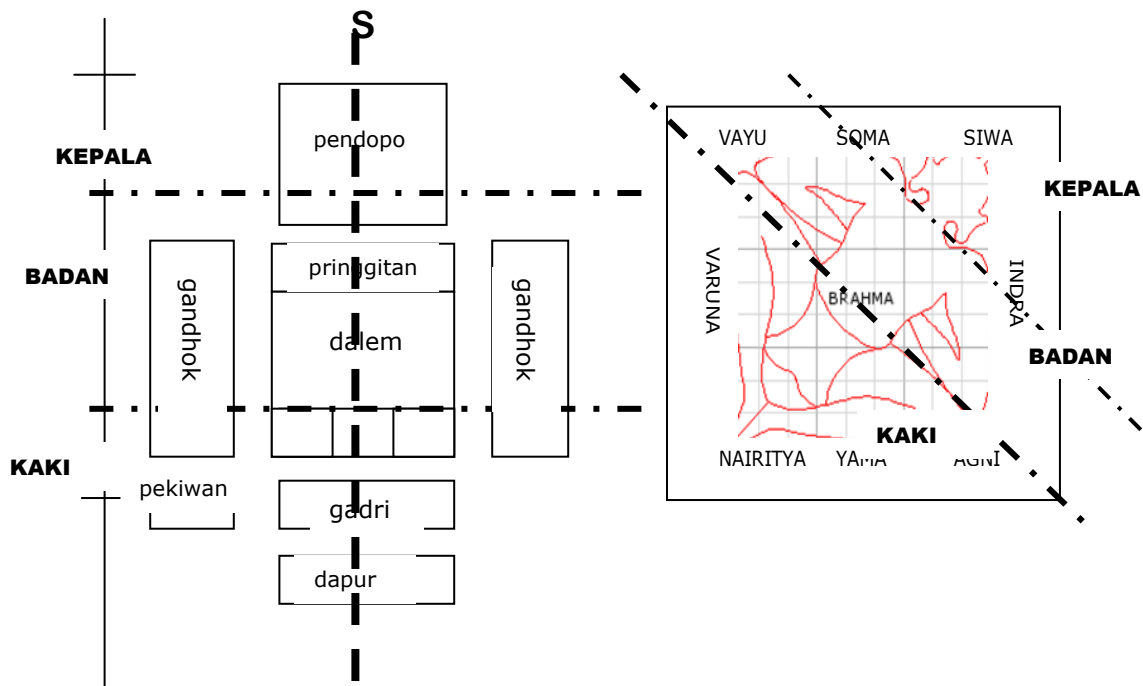 S
pendopo
KEPALA
BADAN
pringgitan
gandhok
gandhok
dalem
KAKI
pekiwan
gadri
dapur
VAYU SOMA SIWA
KEPALA
VARUNA
INDRA
BRAHMA
BADAN
KAKI
NAIRITYA YAMA AGNI